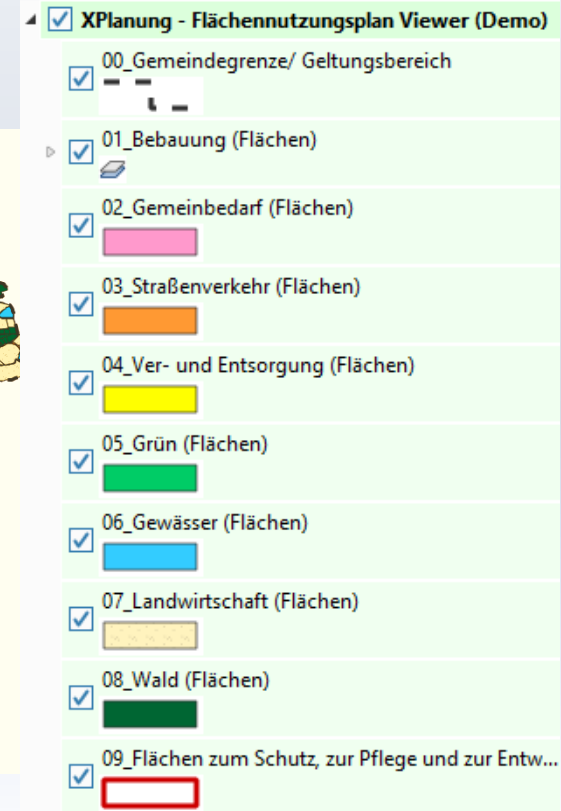 XPlanung - Flächennutzungsplan Viewer (Demo)
00_Gemeindegrenze/ Geltungsbereich
01_Bebauung (Flächen)
02_Gemeinbedarf (Flächen)
03_Straßenverkehr (Flächen)
04_Ver- und Entsorgung (Flächen)
05_Grün (Flächen)
06_Gewässer (Flächen)
07_Landwirtschaft (Flächen)
08_Wald (Flächen)
09_Flächen zum Schutz, zur Pflege und zur Entw...